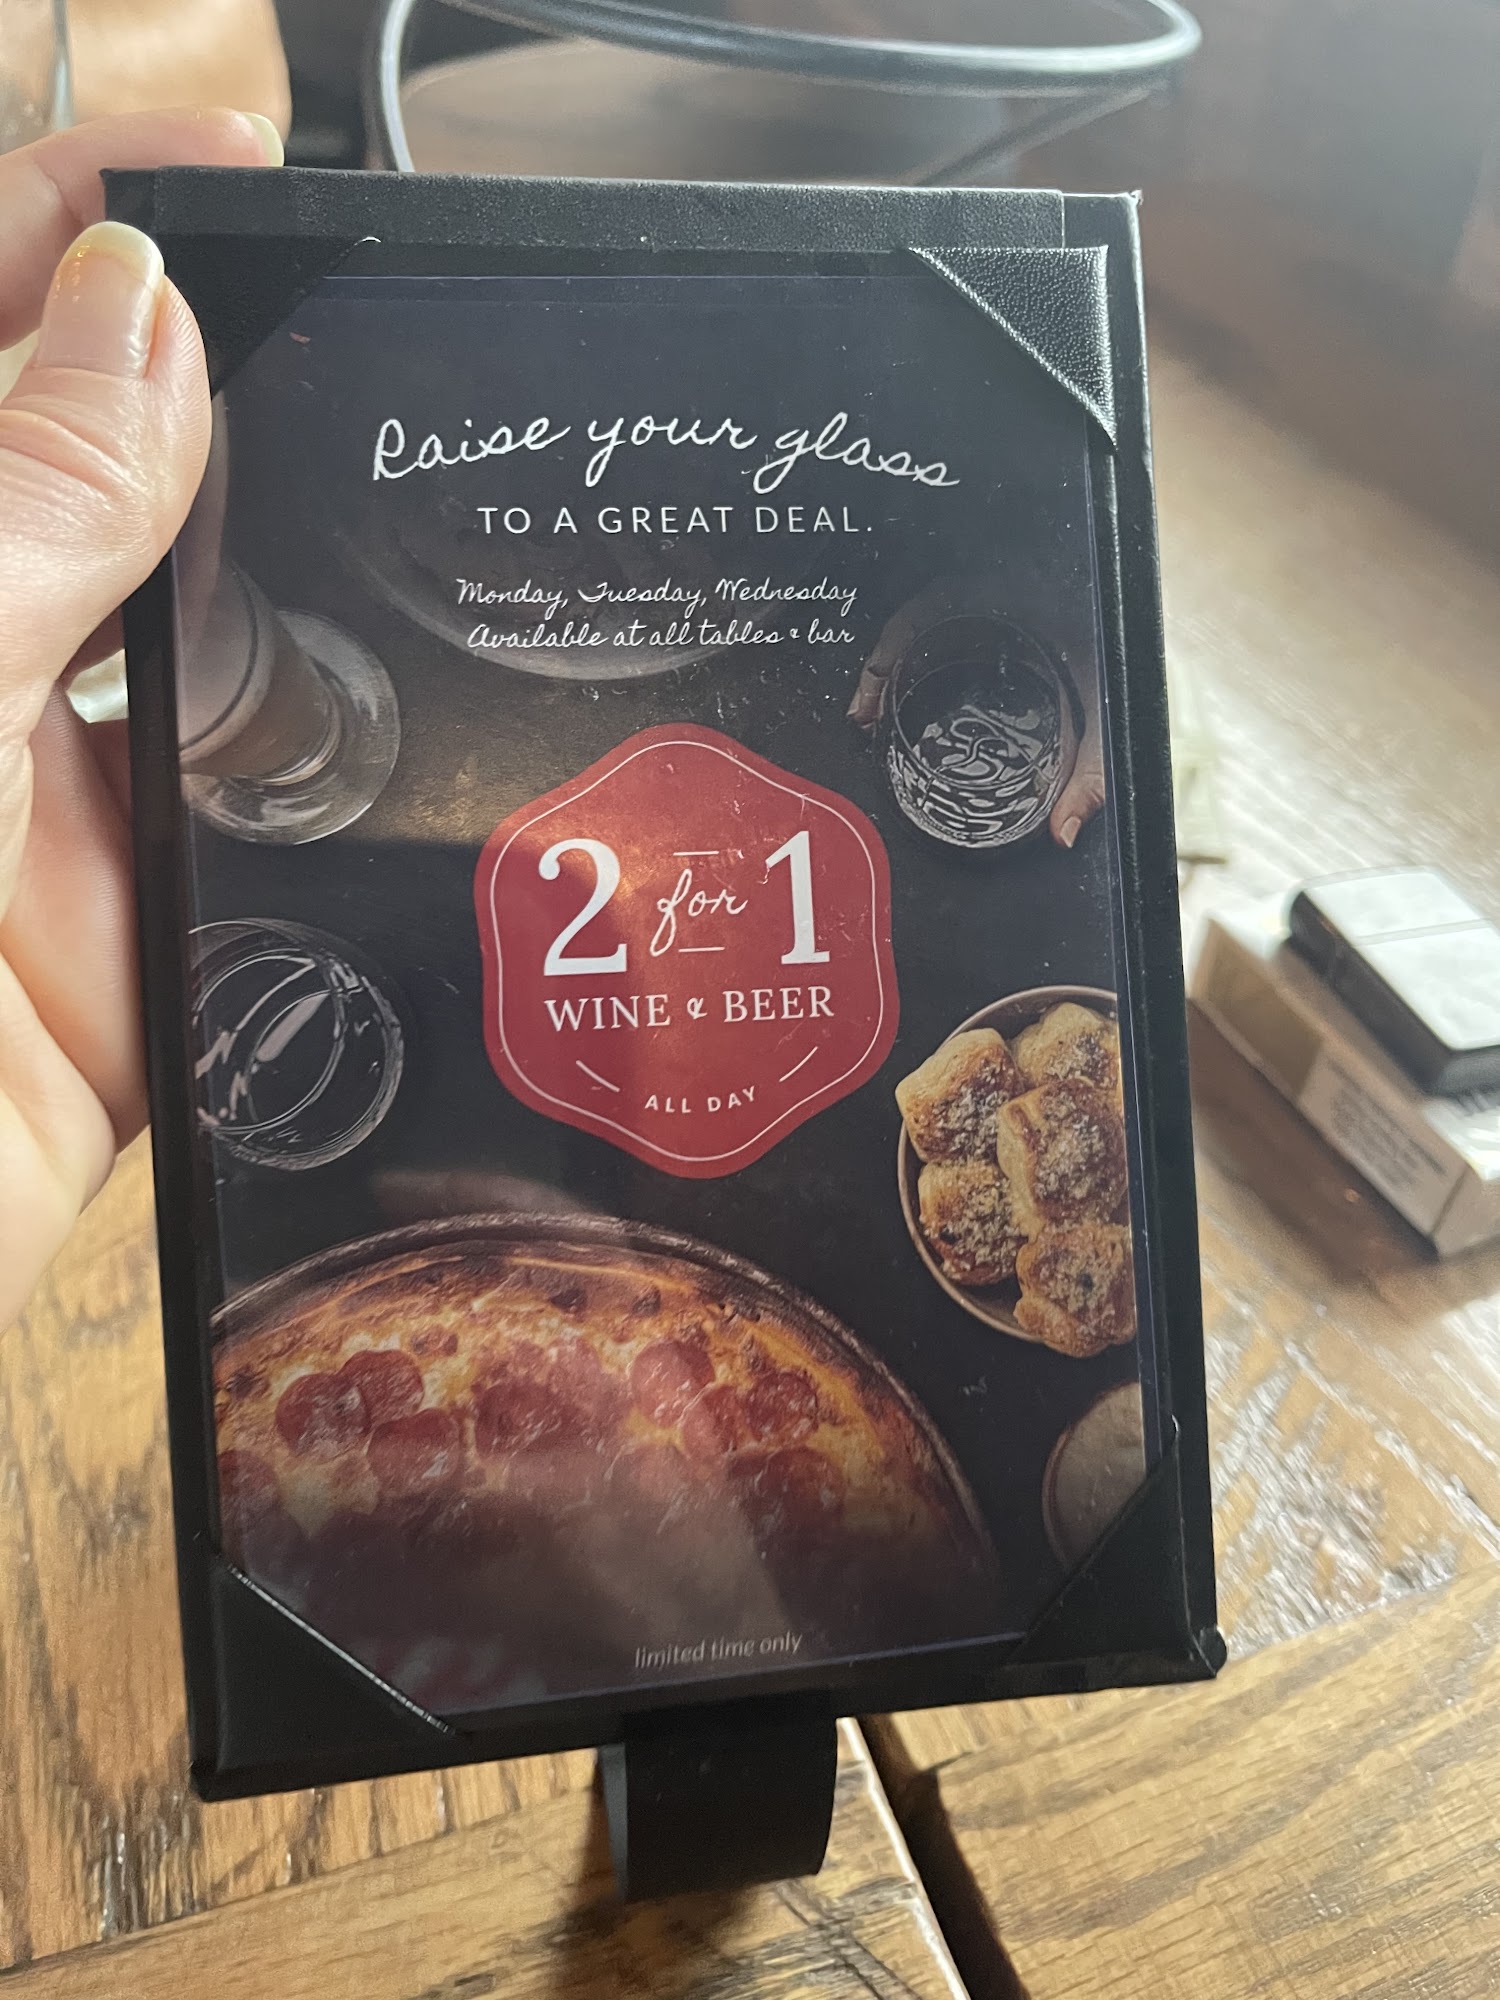 Raise your glass
TO A GREAT DEAL.
Monday, Tuesday, Wednesday
Available at all tables & bar
2 for 1
WINE & BEER
ALL DAY
limited time only